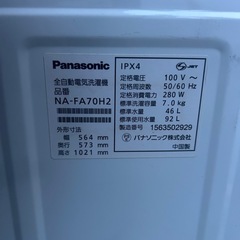 Panasonic
全自動電気洗濯機
品番
NA-FA70H2
外形寸法
幅 564 mm
奥行 573 mm
高さ 1021 mm
IPX4
JET
定格電圧 100 V～
定格周波数 50/60 Hz
定格消費電力 280 W
標準洗濯容量 7.0 kg
標準水量 46 L
標準使用水量 92 L
製造番号 1563502929
パナソニック株式会社
中国製